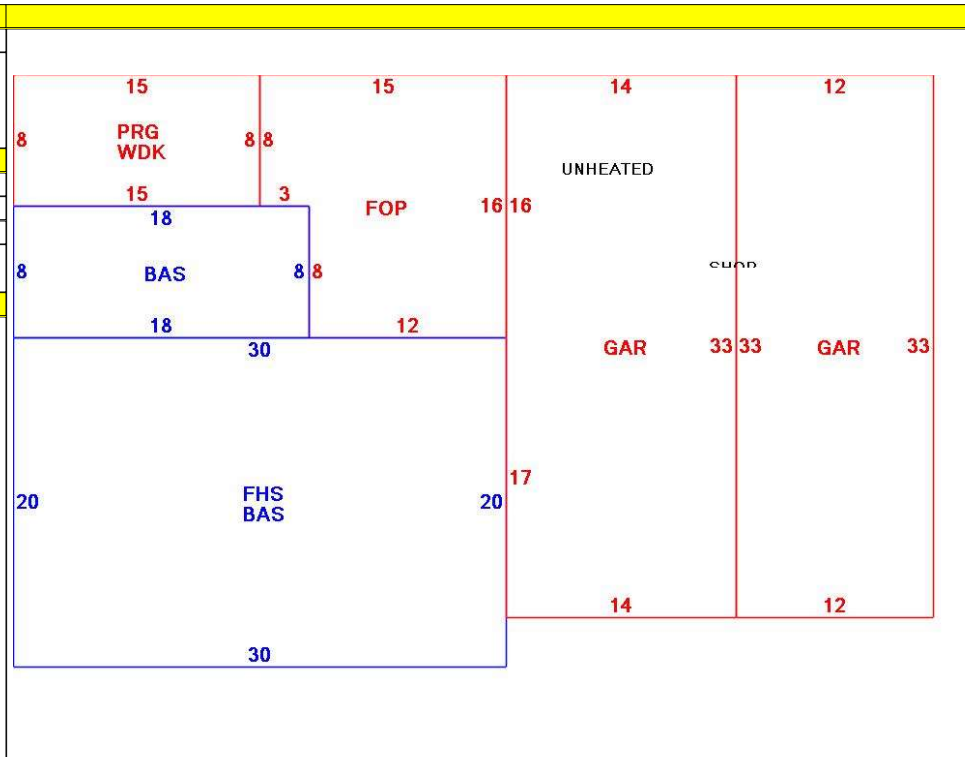 15 15 14 12
PRG
WDK
8 8 8
UNHEATED
15 3
18
FOP 16 16
8 BAS 8 8
SHOP
18 12
30
GAR 33 33 GAR 33
17
FHS
BAS
20 20
14 12
30